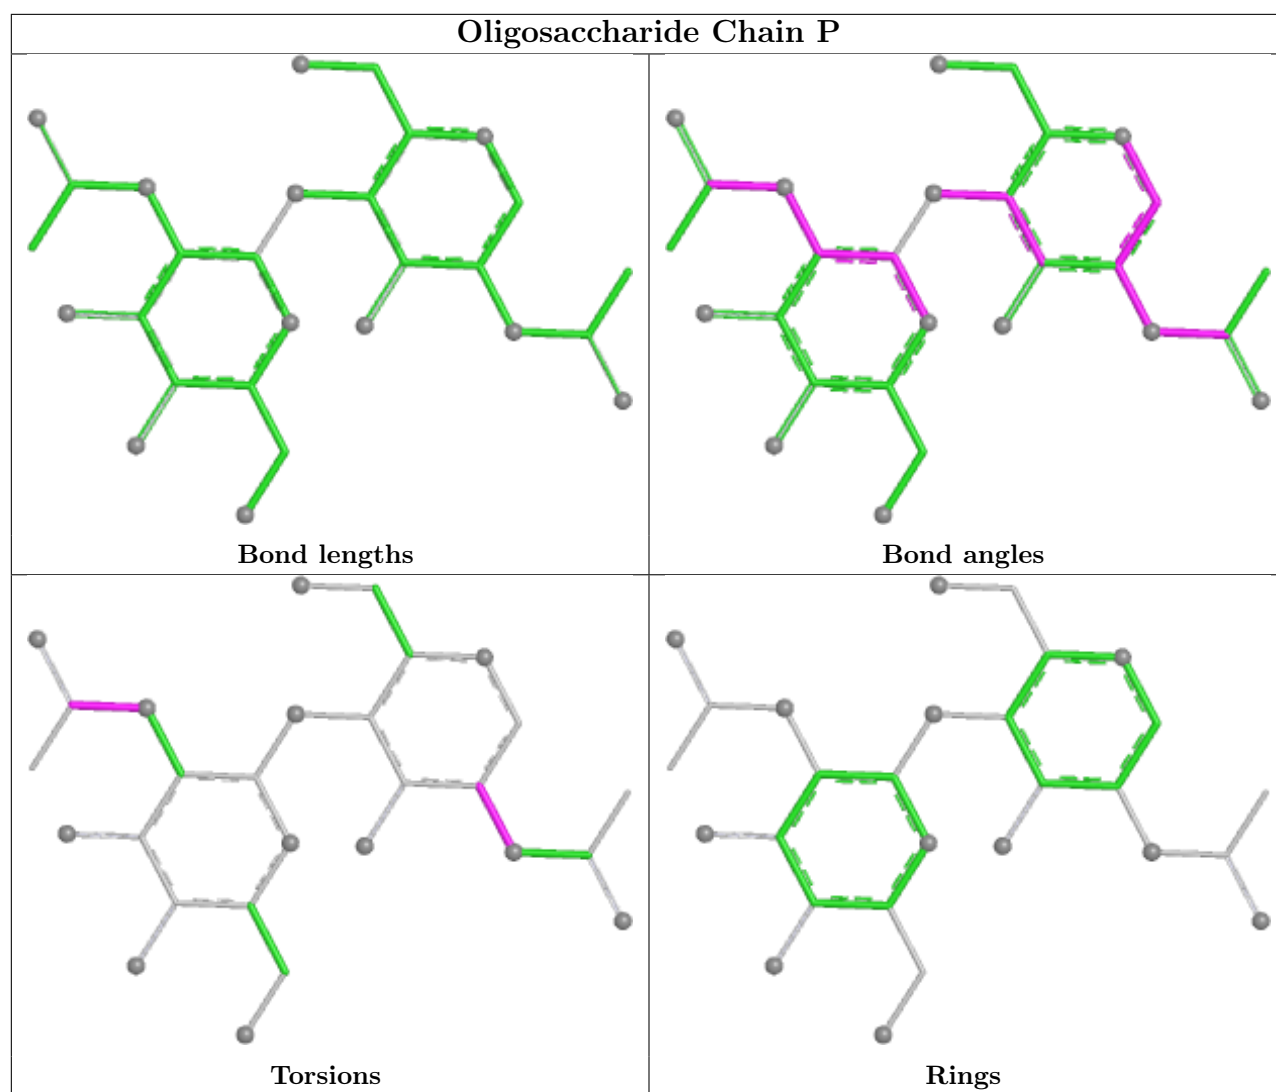 Oligosaccharide Chain P
Bond lengths
Bond angles
Torsions
Rings